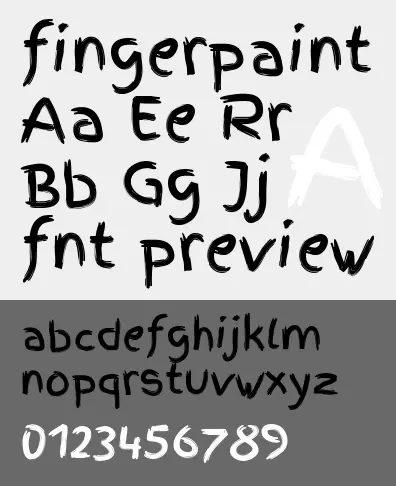 fingerpaint
Aa Ee Rr
A
Bb Gg Jj
fnt preview
abcdefghijklm
nopqrstuvwxyz
0123456789